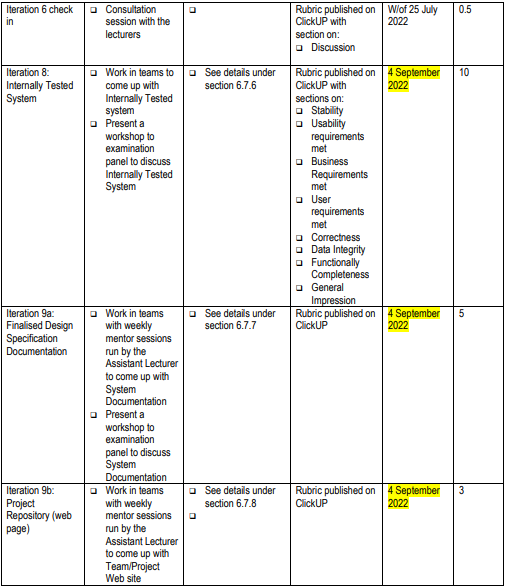 Iteration 6 check
in
❑ Consultation
session with the
lecturers
❑
Rubric published on
ClickUP with
section on:
❑ Discussion
W/of 25 July
2022
0.5
Iteration 8:
Internally Tested
System
❑ Work in teams to
come up with
Internally Tested
system
❑ Present a
workshop to
examination
panel to discuss
Internally Tested
System
❑ See details under
section 6.7.6
Rubric published on
ClickUP with
sections on:
❑ Stability
❑ Usability
requirements
met
❑ Business
Requirements
met
❑ User
requirements
met
❑ Correctness
❑ Data Integrity
❑ Functionally
Completeness
❑ General
Impression
4 September
2022
10
Iteration 9a:
Finalised Design
Specification
Documentation
❑ Work in teams
with weekly
mentor sessions
run by the
Assistant Lecturer
to come up with
System
Documentation
❑ Present a
workshop to
examination
panel to discuss
System
Documentation
❑ See details under
section 6.7.7
Rubric published on
ClickUP
4 September
2022
5
Iteration 9b:
Project
Repository (web
page)
❑ Work in teams
with weekly
mentor sessions
run by the
Assistant Lecturer
to come up with
Team/Project
Web site
❑ See details under
section 6.7.8
❑
Rubric published on
ClickUP
4 September
2022
3